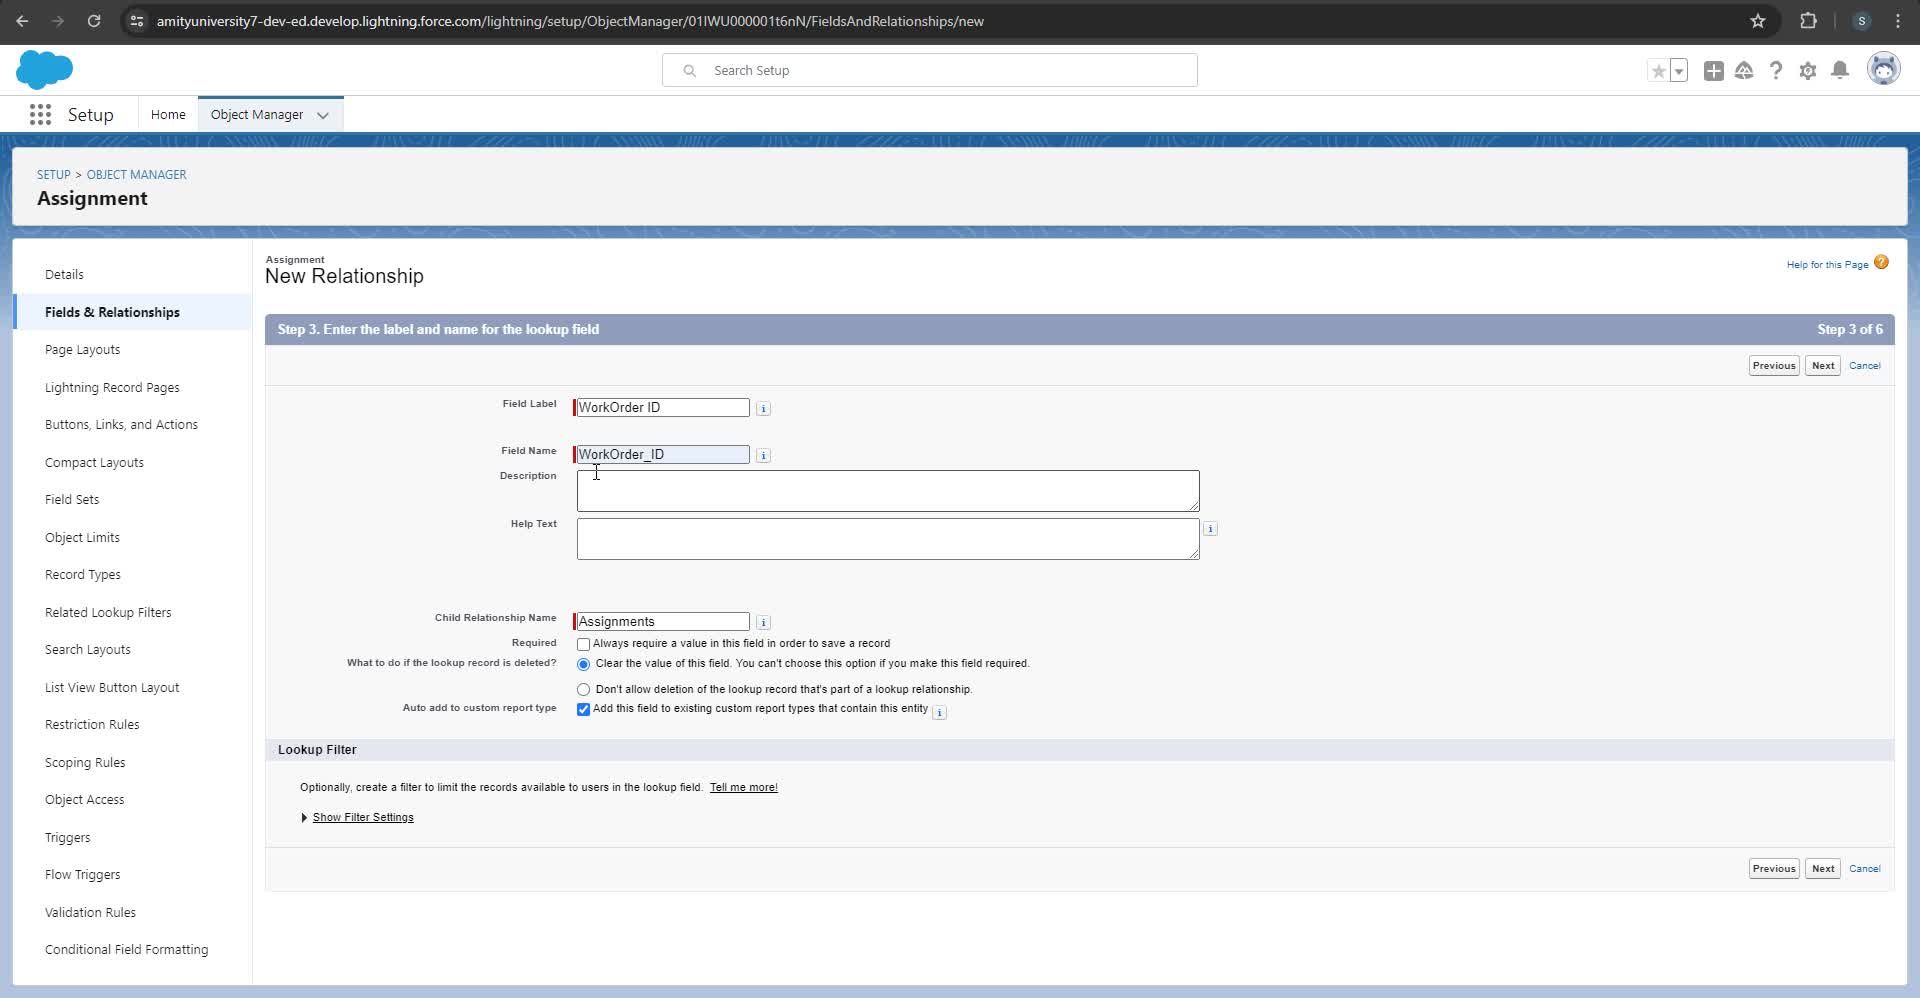 amityuniversity7-dev-ed.develop.lightning.force.com/lightning/setup/ObjectManager/01IWU000001t6nN/FieldsAndRelationships/new
S
Search Setup
Setup
Home
Object Manager
SETUP > OBJECT MANAGER
Assignment
Details
Fields & Relationships
Page Layouts
Lightning Record Pages
Buttons, Links, and Actions
Compact Layouts
Field Sets
Object Limits
Record Types
Related Lookup Filters
Search Layouts
List View Button Layout
Restriction Rules
Scoping Rules
Object Access
Triggers
Flow Triggers
Validation Rules
Conditional Field Formatting
Assignment
New Relationship
Help for this Page ?
Step 3. Enter the label and name for the lookup field
Step 3 of 6
Previous Next Cancel
Field Label WorkOrder ID i
Field Name WorkOrder_ID i
Description
Help Text i
Child Relationship Name Assignments i
Required Always require a value in this field in order to save a record
What to do if the lookup record is deleted? Clear the value of this field. You can't choose this option if you make this field required.
Don't allow deletion of the lookup record that's part of a lookup relationship.
Auto add to custom report type Add this field to existing custom report types that contain this entity i
Lookup Filter
Optionally, create a filter to limit the records available to users in the lookup field. Tell me more!
Show Filter Settings
Previous Next Cancel